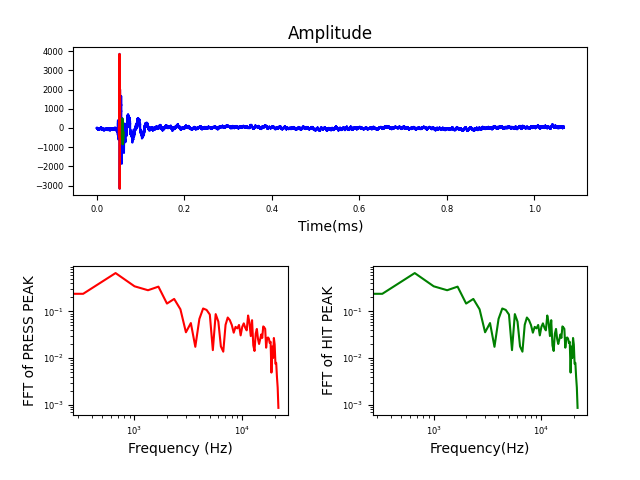 Amplitude
4000
3000
2000
1000
0
−1000
−2000
−3000
0.0 0.2 0.4 0.6 0.8 1.0
Time(ms)
FFT of PRESS PEAK
10⁻¹
10⁻²
10⁻³
10³ 10⁴
Frequency (Hz)
FFT of HIT PEAK
10⁻¹
10⁻²
10⁻³
10³ 10⁴
Frequency(Hz)